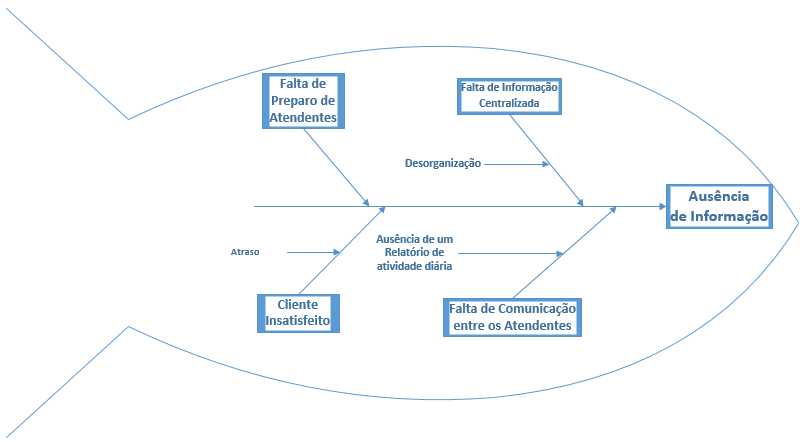 Falta de
Preparo de
Atendentes
Falta de Informação
Centralizada
Desorganização
Ausência
de Informação
Atraso
Ausência de um
Relatório de
atividade diária
Cliente
Insatisfeito
Falta de Comunicação
entre os Atendentes